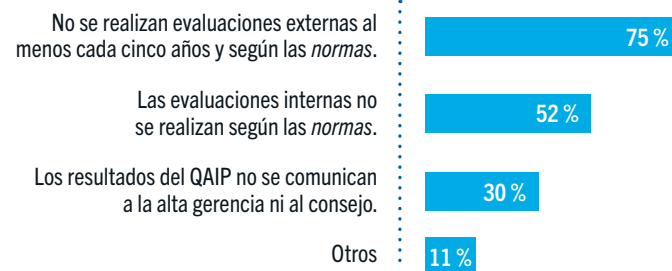 No se realizan evaluaciones externas al
menos cada cinco años y según las normas.
75 %
Las evaluaciones internas no
se realizan según las normas.
52 %
Los resultados del QAIP no se comunican
a la alta gerencia ni al consejo.
30 %
Otros
11 %